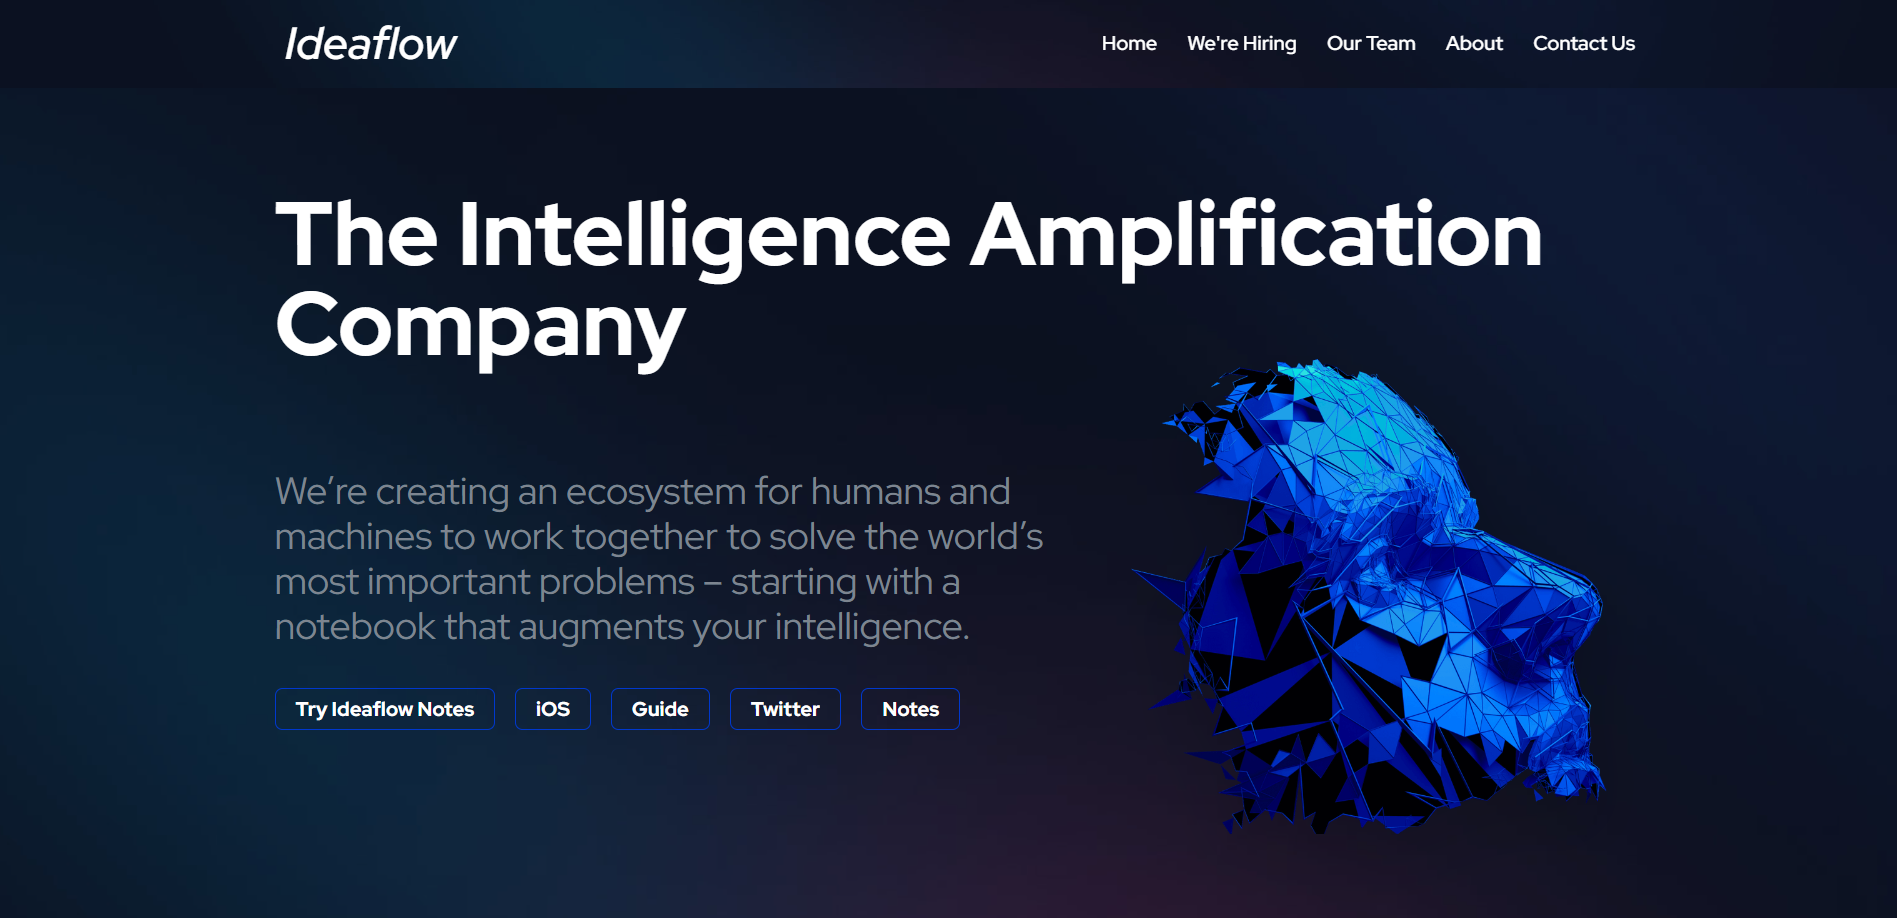 Ideaflow
Home We're Hiring Our Team About Contact Us
The Intelligence Amplification
Company
We’re creating an ecosystem for humans and
machines to work together to solve the world’s
most important problems – starting with a
notebook that augments your intelligence.
Try Ideaflow Notes iOS Guide Twitter Notes